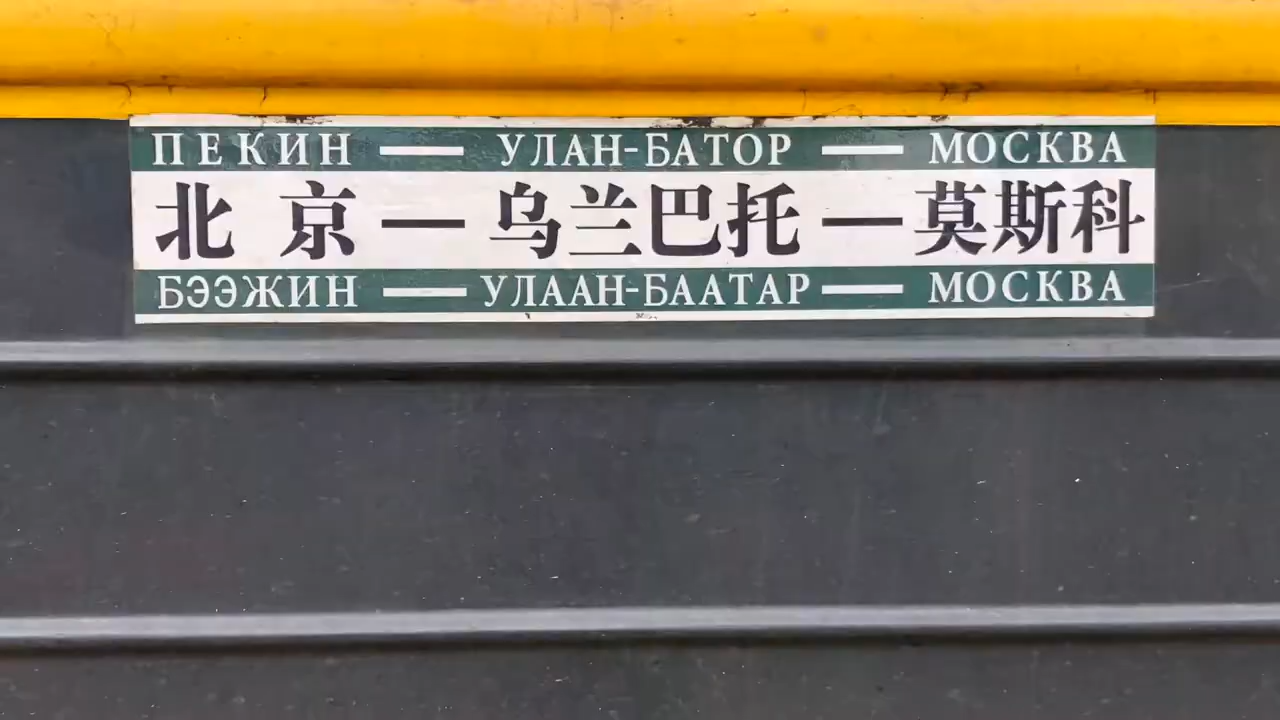 ПЕКИН — УЛАН-БАТОР — МОСКВА
北京 — 乌兰巴托 — 莫斯科
БЭЭЖИН — УЛААН-БААТАР — МОСКВА